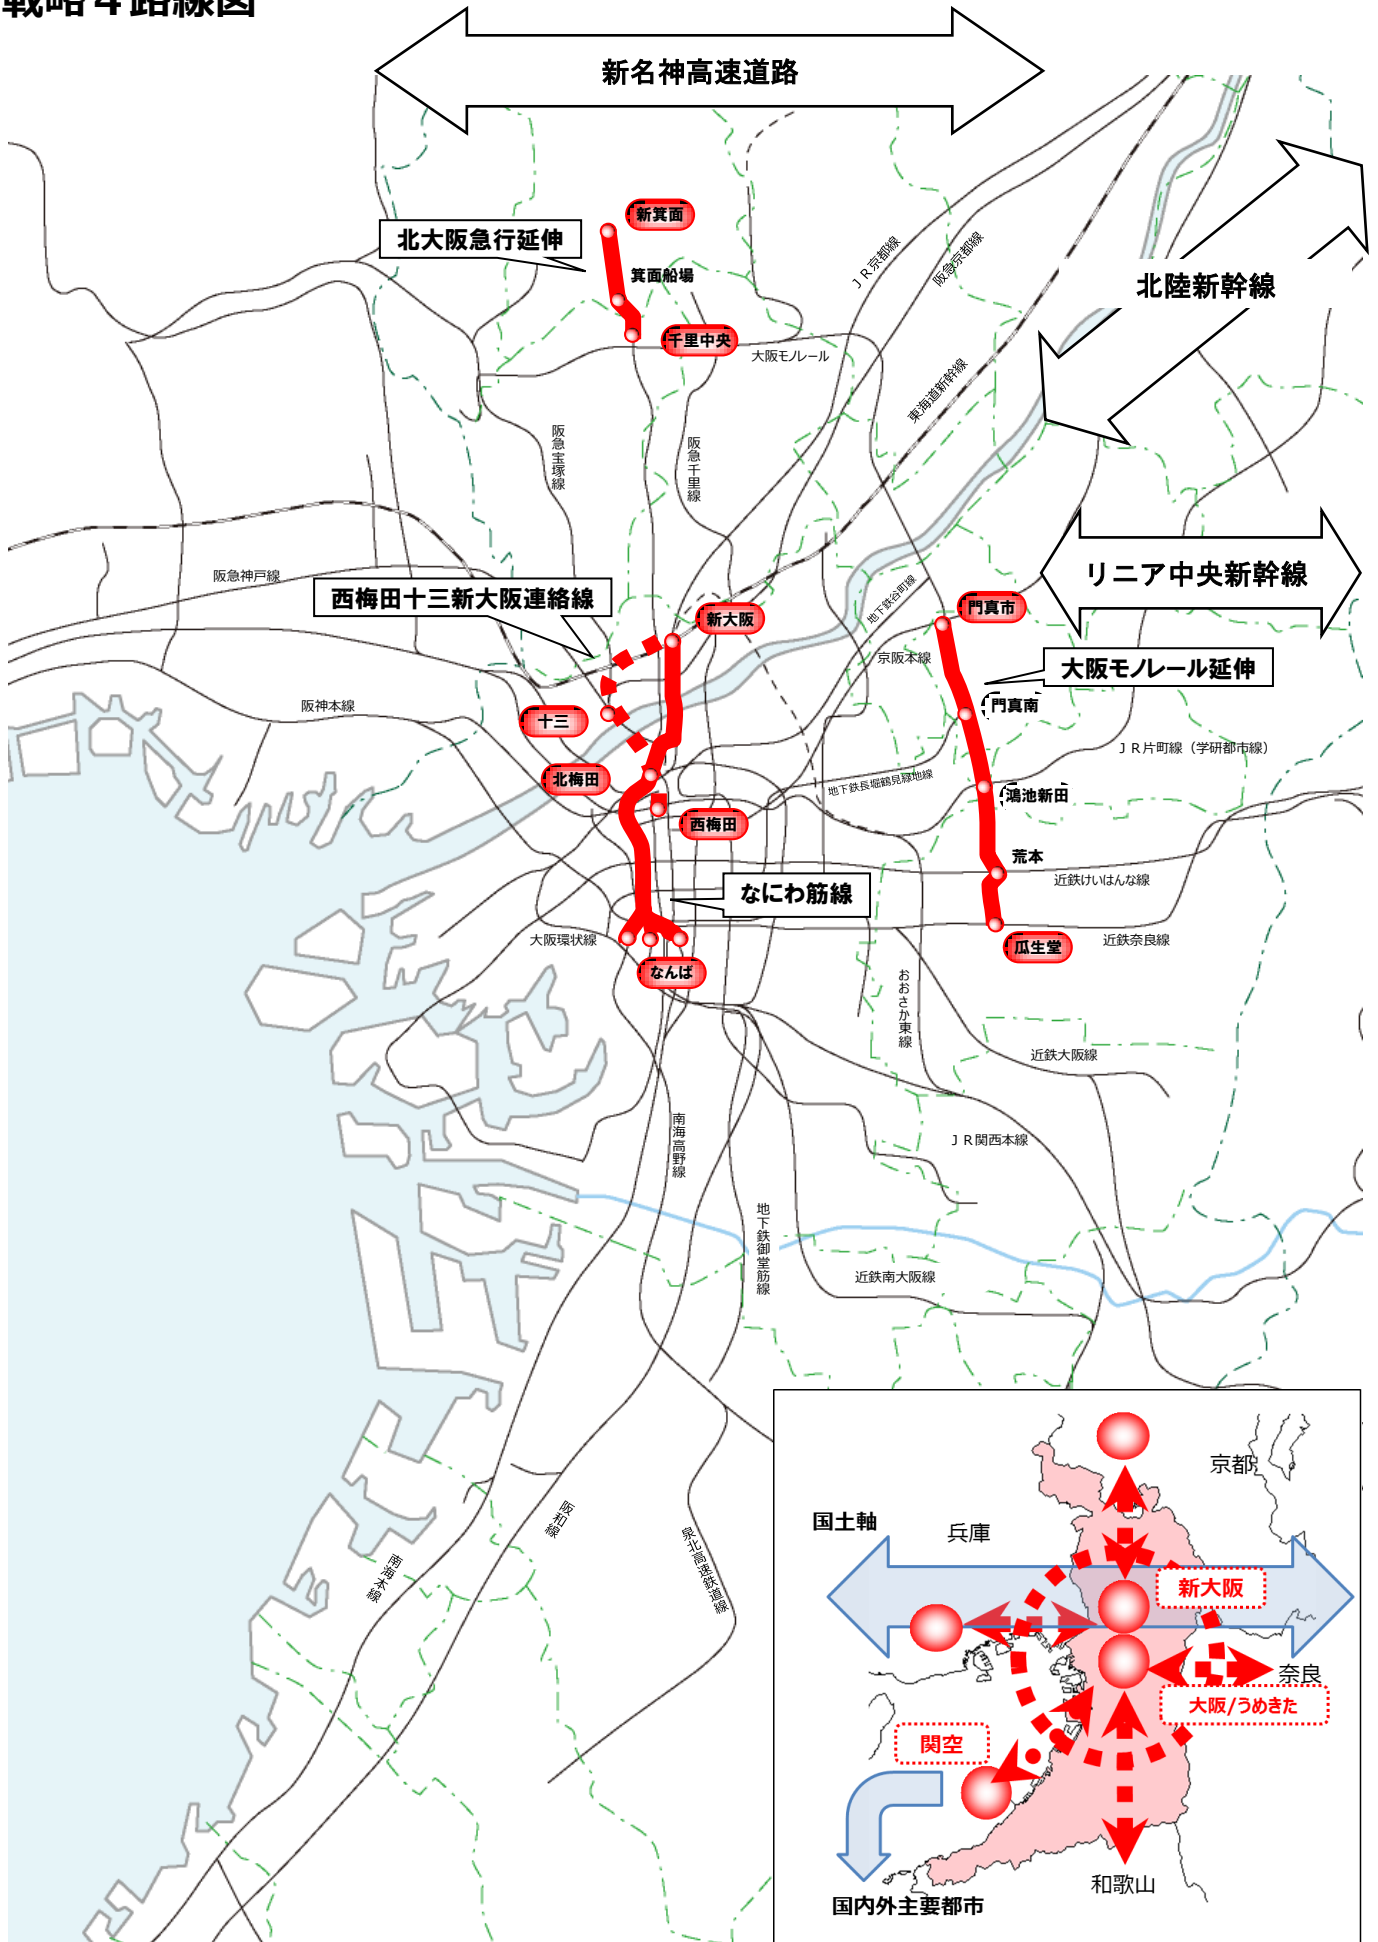 戦略４路線図
新名神高速道路
新箕面
北大阪急行延伸
箕面船場
千里中央
大阪モノレール
ＪＲ京都線
阪急京都線
北陸新幹線
東海道新幹線
阪急宝塚線
阪急千里線
リニア中央新幹線
阪急神戸線
西梅田十三新大阪連絡線
新大阪
地下鉄谷町線
門真市
京阪本線
大阪モノレール延伸
阪神本線
十三
門真南
ＪＲ片町線（学研都市線）
北梅田
地下鉄長堀鶴見緑地線
鴻池新田
西梅田
荒本
近鉄けいはんな線
なにわ筋線
大阪環状線
瓜生堂
近鉄奈良線
なんば
おおさか東線
近鉄大阪線
南海高野線
ＪＲ関西本線
地下鉄御堂筋線
近鉄南大阪線
阪和線
南海本線
泉北高速鉄道線
京都
国土軸
兵庫
新大阪
奈良
大阪/うめきた
関空
和歌山
国内外主要都市